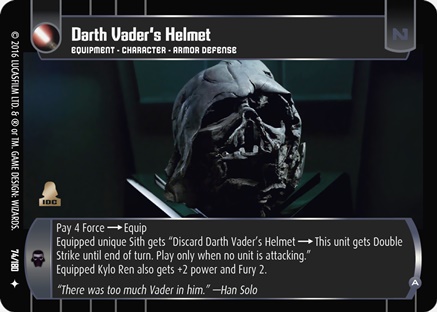 Darth Vader's Helmet
EQUIPMENT - CHARACTER - ARMOR DEFENSE
N
© 2016 LUCASFILM LTD. & ® or TM. GAME DESIGN: WIZARDS.
IDC
74/180
Pay 4 Force → Equip
Equipped unique Sith gets “Discard Darth Vader's Helmet → This unit gets Double
Strike until end of turn. Play only when no unit is attacking.”
Equipped Kylo Ren also gets +2 power and Fury 2.
“There was too much Vader in him.” —Han Solo
A